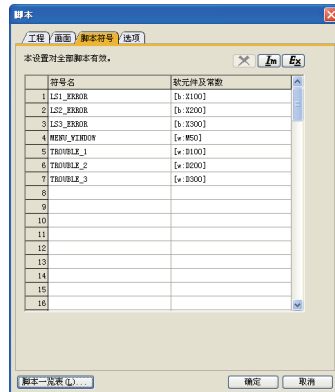 脚本
工程 画面 脚本符号 选项
本设置对全部脚本有效。
Im Ex
符号名 软元件及常数
1 LS1_ERROR [b:X100]
2 LS2_ERROR [b:X200]
3 LS3_ERROR [b:X300]
4 MENU_WINDOW [w:M50]
5 TROUBLE_1 [w:D100]
6 TROUBLE_2 [w:D200]
7 TROUBLE_3 [w:D300]
8
9
10
11
12
13
14
15
16
脚本一览表(L)... 确定 取消